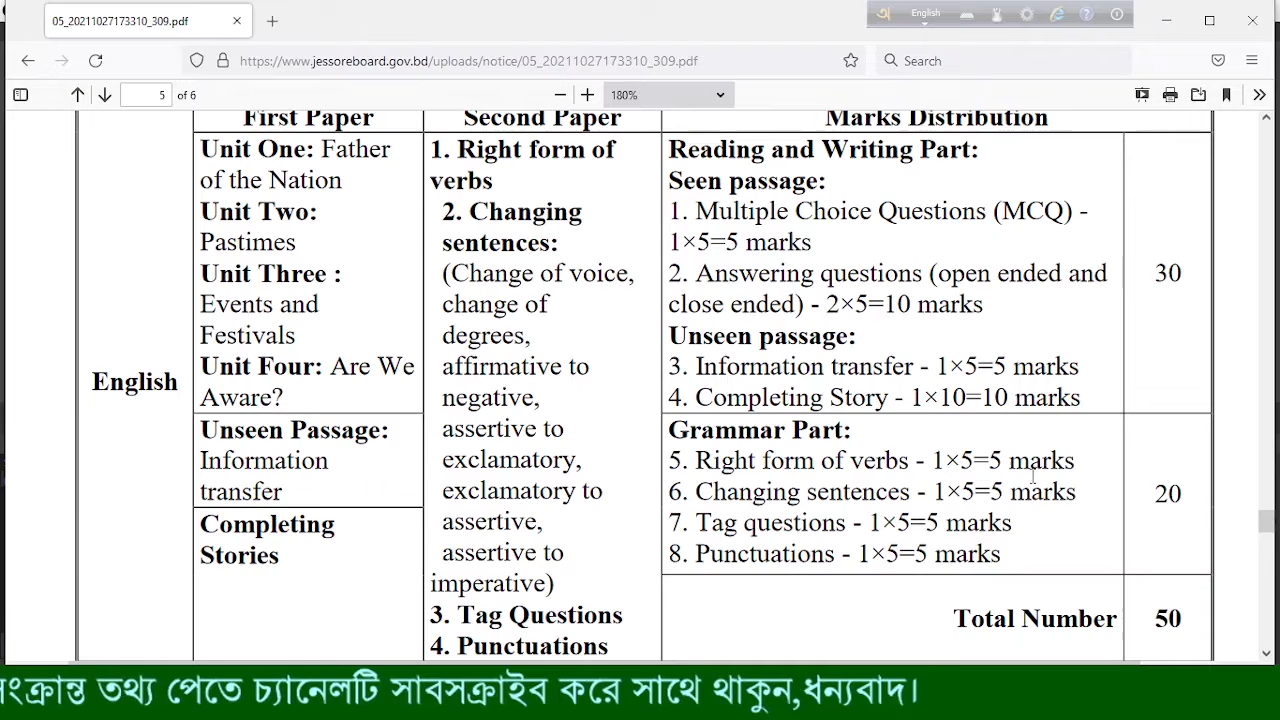 05_20211027173310_309.pdf
অ English
https://www.jessoreboard.gov.bd/uploads/notice/05_20211027173310_309.pdf
Search
5 of 6
180%
First Paper
Second Paper
Marks Distribution
English
Unit One: Father
of the Nation
Unit Two:
Pastimes
Unit Three :
Events and
Festivals
Unit Four: Are We
Aware?
Unseen Passage:
Information
transfer
Completing
Stories
1. Right form of
verbs
2. Changing
sentences:
(Change of voice,
change of
degrees,
affirmative to
negative,
assertive to
exclamatory,
exclamatory to
assertive,
assertive to
imperative)
3. Tag Questions
4. Punctuations
Reading and Writing Part:
Seen passage:
1. Multiple Choice Questions (MCQ) -
1×5=5 marks
2. Answering questions (open ended and
close ended) - 2×5=10 marks
Unseen passage:
3. Information transfer - 1×5=5 marks
4. Completing Story - 1×10=10 marks
30
Grammar Part:
5. Right form of verbs - 1×5=5 marks
6. Changing sentences - 1×5=5 marks
7. Tag questions - 1×5=5 marks
8. Punctuations - 1×5=5 marks
20
Total Number
50
সংক্রান্ত তথ্য পেতে চ্যানেলটি সাবসক্রাইব করে সাথে থাকুন,ধন্যবাদ।